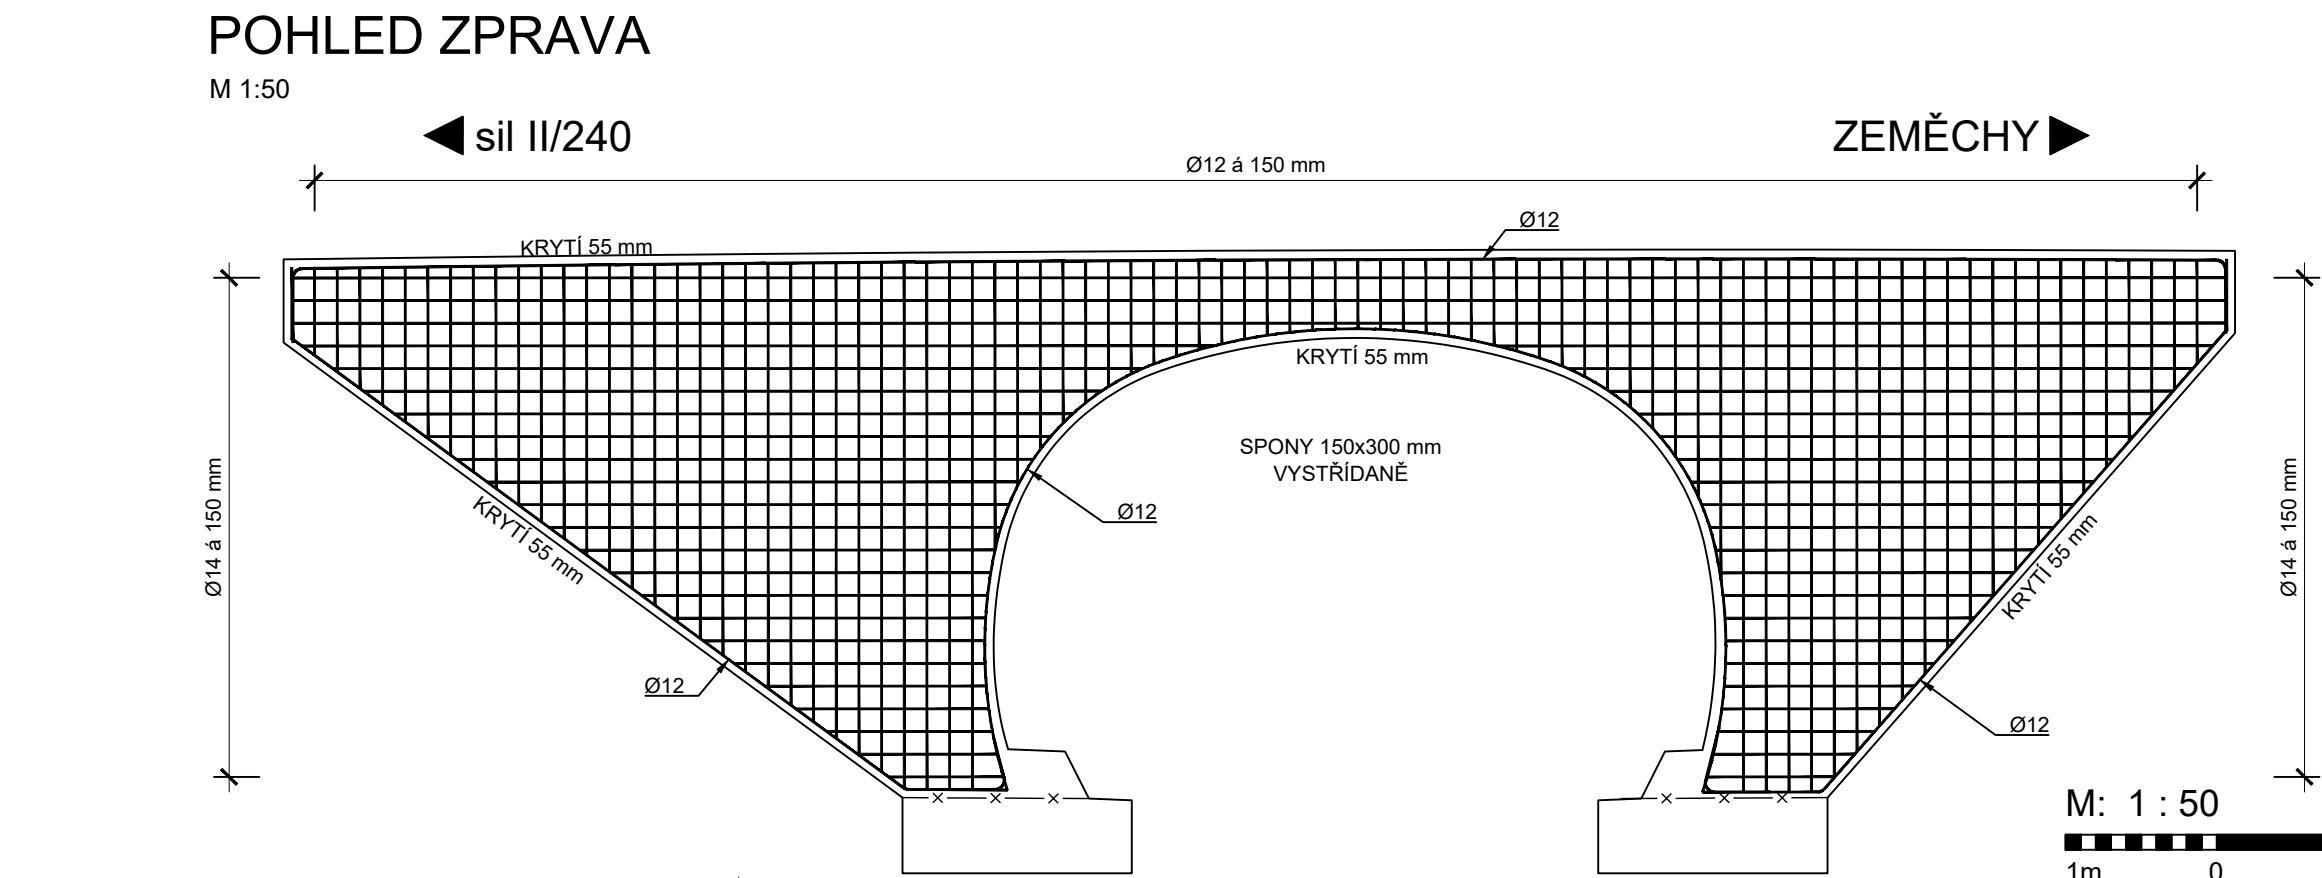 POHLED ZPRAVA
M 1:50
sil II/240
ZEMĚCHY
Ø12 á 150 mm
Ø12
KRYTÍ 55 mm
KRYTÍ 55 mm
SPONY 150x300 mm
VYSTŘÍDANĚ
Ø14 á 150 mm
KRYTÍ 55 mm
Ø12
KRYTÍ 55 mm
Ø14 á 150 mm
Ø12
Ø12
M: 1 : 50
1m 0